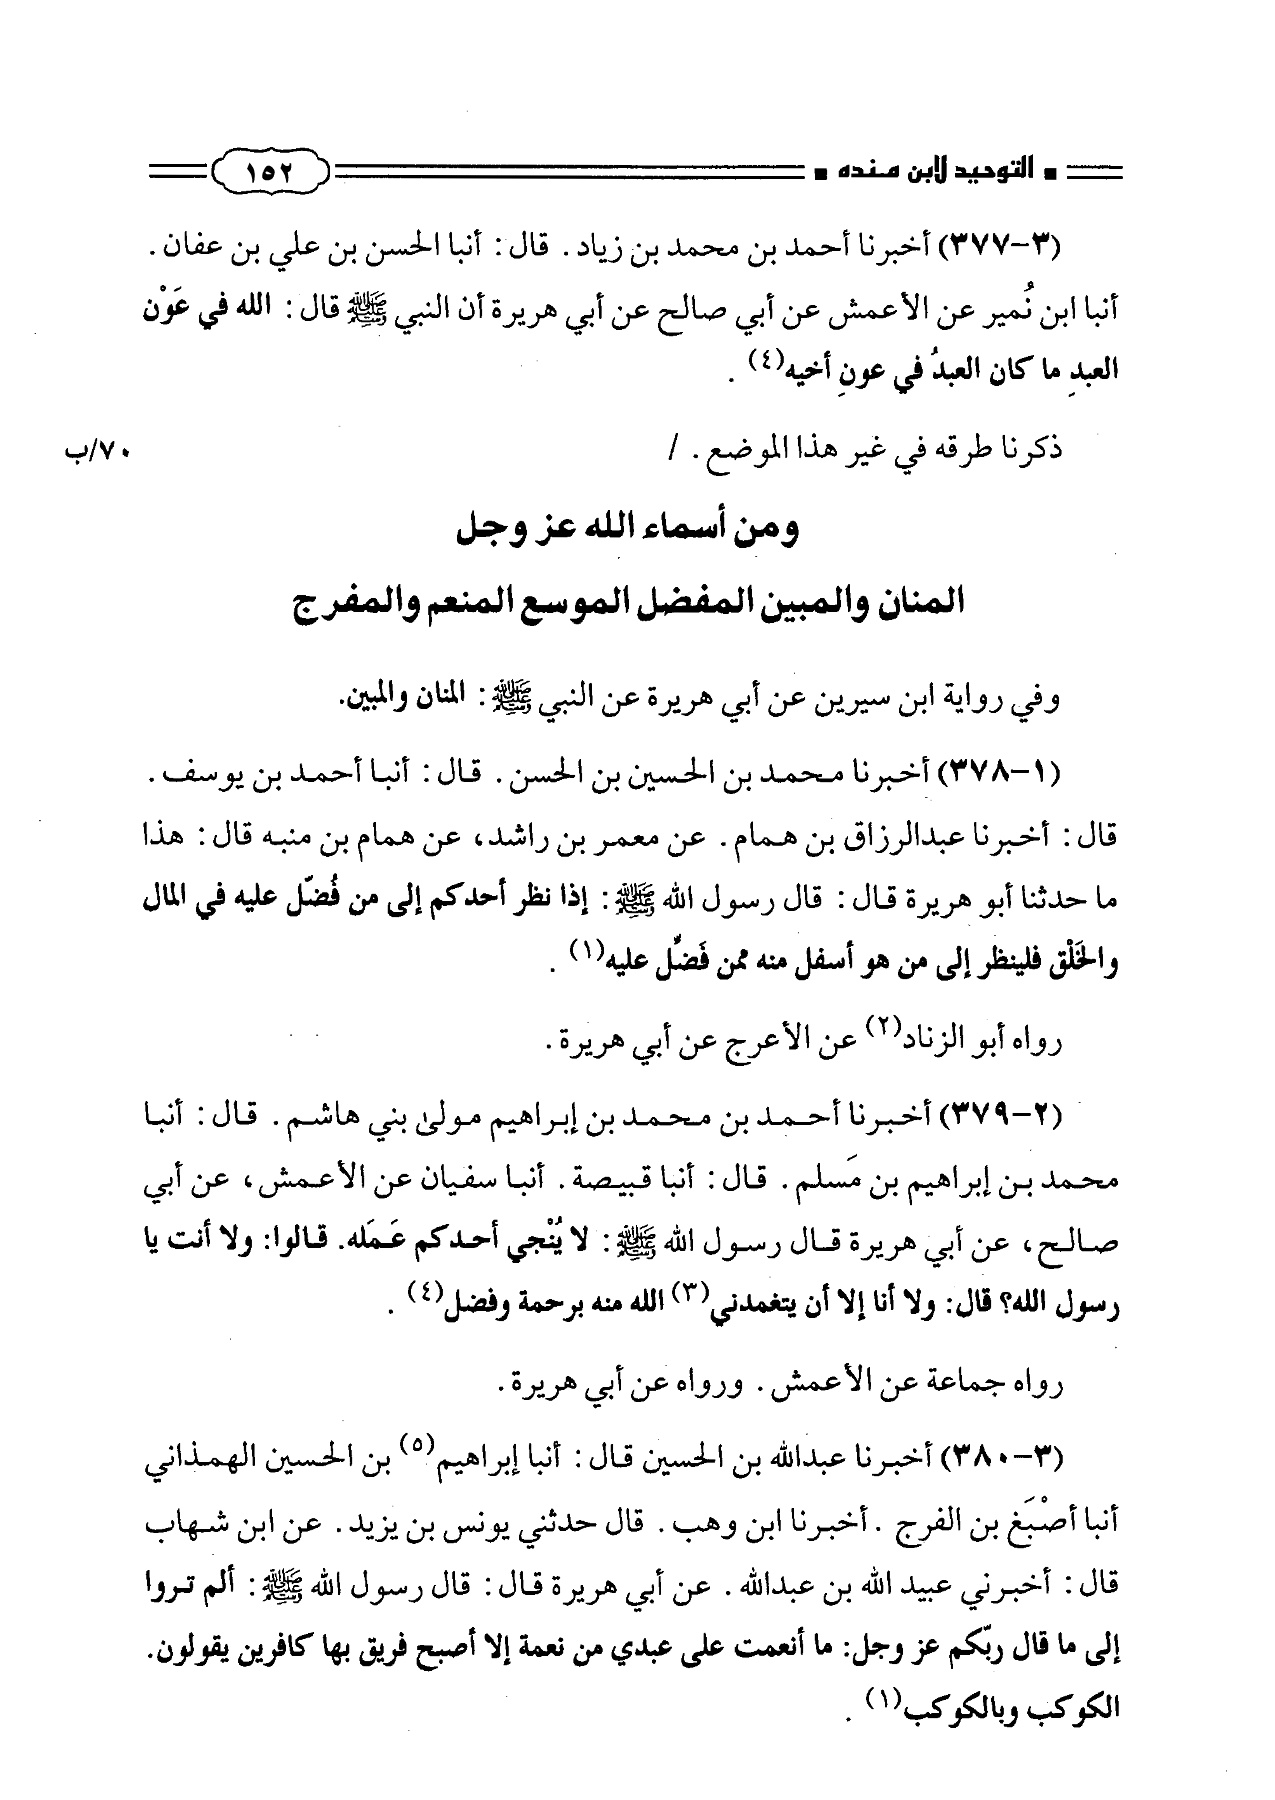 التوحيد لابن منده ١٥٢
(٣-٣٧٧) أخبرنا أحمد بن محمد بن زياد. قال: أنبا الحسن بن علي بن عفان.
أنبا ابن نُمير عن الأعمش عن أبي صالح عن أبي هريرة أن النبي ﷺ قال: الله في عَوْن
العبدِ ما كان العبدُ في عونِ أخيه(٤).
ذكرنا طرقه في غير هذا الموضع. / ٧٠/ب
ومن أسماء الله عز وجل
المنان والمبين المفضل الموسع المنعم والمفرج
وفي رواية ابن سيرين عن أبي هريرة عن النبي ﷺ: المنان والمبين.
(١-٣٧٨) أخبرنا محمد بن الحسين بن الحسن. قال: أنبا أحمد بن يوسف.
قال: أخبرنا عبدالرزاق بن همام. عن معمر بن راشد، عن همام بن منبه قال: هذا
ما حدثنا أبو هريرة قال: قال رسول الله ﷺ: إذا نظر أحدكم إلى من فُضّل عليه في المال
والخَلْق فلينظر إلى من هو أسفل منه ممن فَضُّل عليه(١).
رواه أبو الزناد(٢) عن الأعرج عن أبي هريرة.
(٢-٣٧٩) أخبرنا أحمد بن محمد بن إبراهيم مولى بني هاشم. قال: أنبا
محمد بن إبراهيم بن مَسلم. قال: أنبا قبيصة. أنبا سفيان عن الأعمش، عن أبي
صالح، عن أبي هريرة قال رسول الله ﷺ: لا يُنْجي أحدكم عَمَله. قالوا: ولا أنت يا
رسول الله؟ قال: ولا أنا إلا أن يتغمدني(٣) الله منه برحمة وفضل(٤).
رواه جماعة عن الأعمش. ورواه عن أبي هريرة.
(٣-٣٨٠) أخبرنا عبدالله بن الحسين قال: أنبا إبراهيم(٥) بن الحسين الهمذاني
أنبا أصْبَغ بن الفرج. أخبرنا ابن وهب. قال حدثني يونس بن يزيد. عن ابن شهاب
قال: أخبرني عبيد الله بن عبدالله. عن أبي هريرة قال: قال رسول الله ﷺ: ألم تروا
إلى ما قال ربّكم عز وجل: ما أنعمت على عبدي من نعمة إلا أصبح فريق بها كافرين يقولون.
الكوكب وبالكوكب(١).